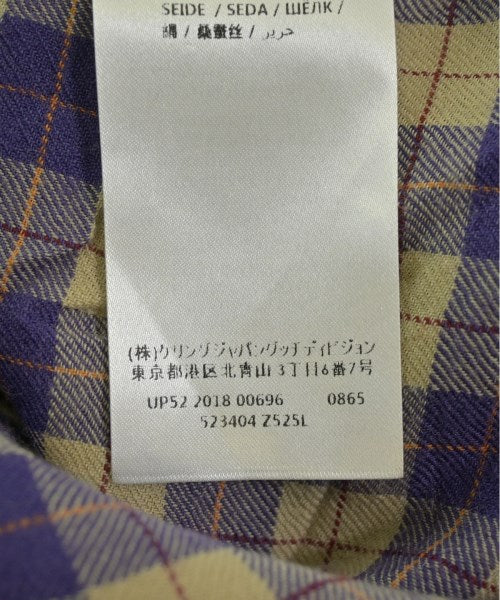 SEIDE / SEDA / ШЁЛК /
絹 / 桑蚕丝 / حرير /
(株)ケリングジャパングッチディビジョン
東京都港区北青山3丁目6番7号
UP52 2018 00696 0865
523404 Z525L